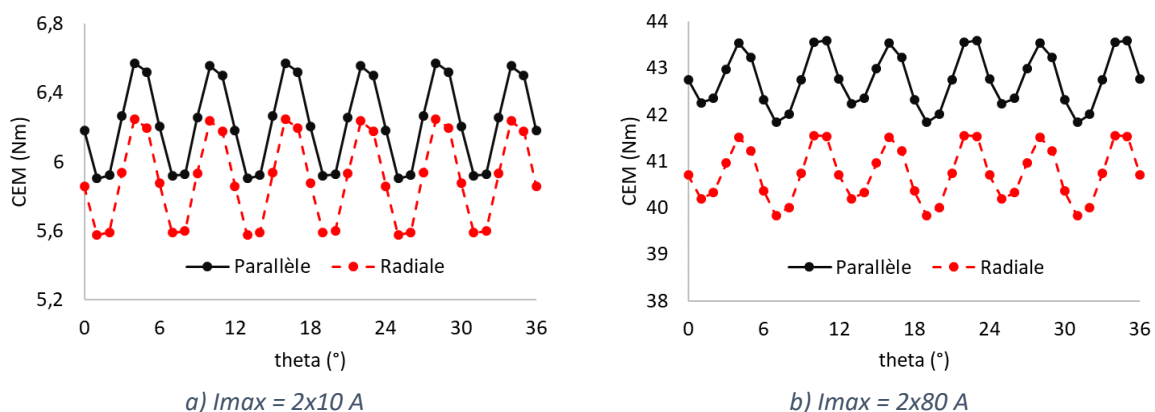 6,8
6,4
6
5,6
5,2
CEM (Nm)
Parallèle
Radiale
0 6 12 18 24 30 36
theta (°)
a) Imax = 2x10 A
44
43
42
41
40
39
38
CEM (Nm)
Parallèle
Radiale
0 6 12 18 24 30 36
theta (°)
b) Imax = 2x80 A